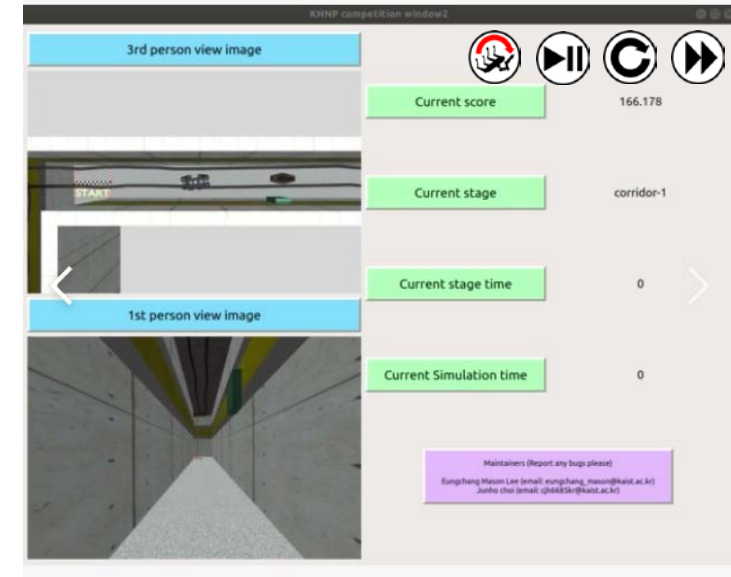 KHNP competition window2
3rd person view image
Current score
166.178
START
Current stage
corridor-1
Current stage time
0
1st person view image
Current Simulation time
0
Maintainers (Report any bugs please)
Eungchang Mason Lee (email: eungchang_mason@kaist.ac.kr)
Junho choi (email: cjh6685kr@kaist.ac.kr)